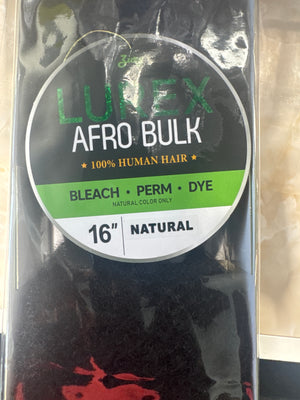 LUNEX
AFRO BULK
★ 100% HUMAN HAIR ★
BLEACH • PERM • DYE
NATURAL COLOR ONLY
16" | NATURAL